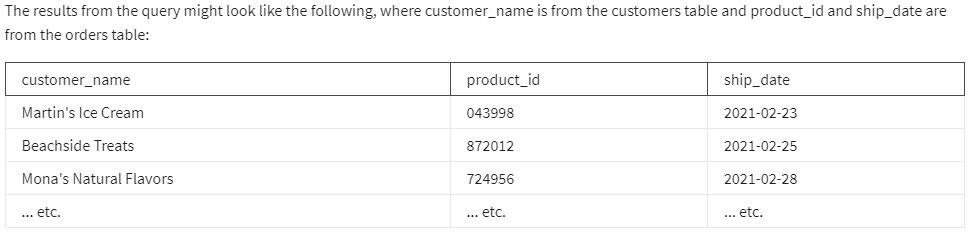 The results from the query might look like the following, where customer_name is from the customers table and product_id and ship_date are
from the orders table:
customer_name product_id ship_date
Martin's Ice Cream 043998 2021-02-23
Beachside Treats 872012 2021-02-25
Mona's Natural Flavors 724956 2021-02-28
... etc. ... etc. ... etc.